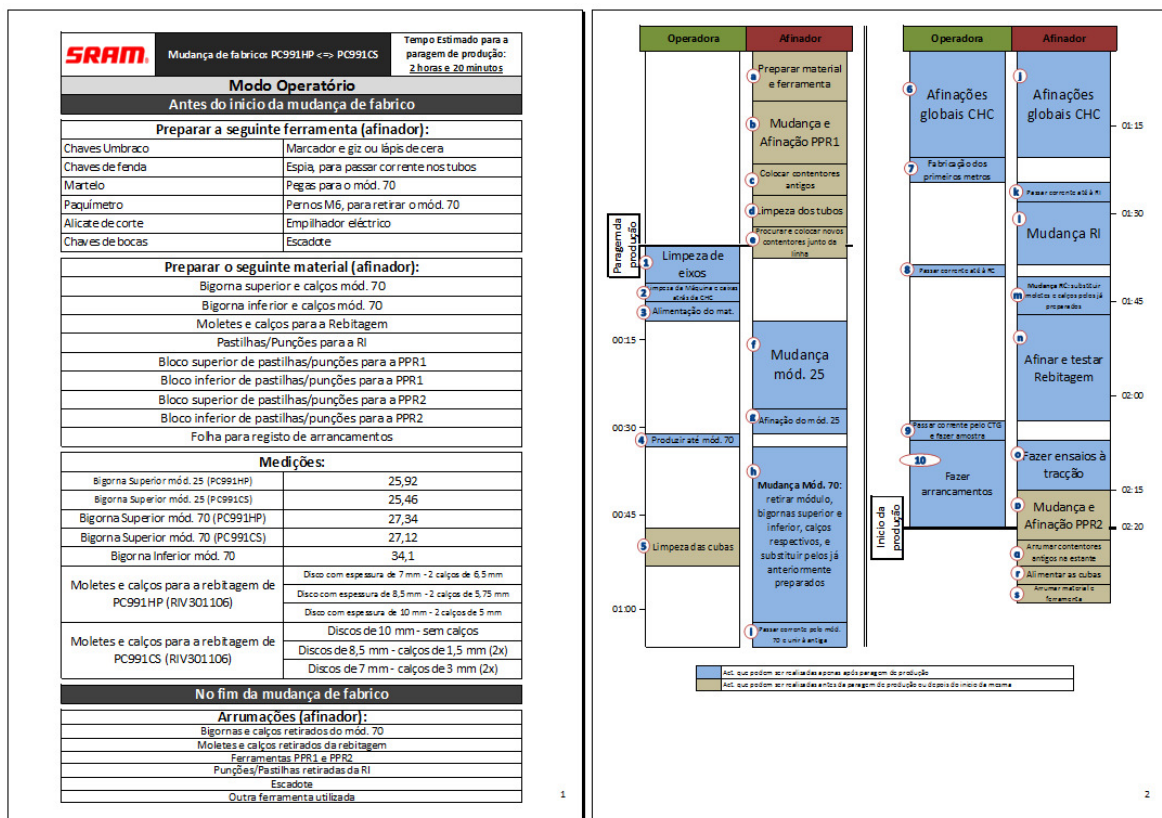 SRAM.
Mudança de fabrico: PC991HP <=> PC991CS
Tempo Estimado para a
paragem de produção:
2 horas e 20 minutos
Modo Operatório
Antes do inicio da mudança de fabrico
Preparar a seguinte ferramenta (afinador):
Chaves Umbraco
Marcador e giz ou lápis de cera
Chaves de fenda
Espia, para passar corrente nos tubos
Martelo
Pegas para o mód. 70
Paquímetro
Pernos M6, para retirar o mód. 70
Alicate de corte
Empilhador eléctrico
Chaves de bocas
Escadote
Preparar o seguinte material (afinador):
Bigorna superior e calços mód. 70
Bigorna inferior e calços mód. 70
Moletes e calços para a Rebitagem
Pastilhas/Punções para a RI
Bloco superior de pastilhas/punções para a PPR1
Bloco inferior de pastilhas/punções para a PPR1
Bloco superior de pastilhas/punções para a PPR2
Bloco inferior de pastilhas/punções para a PPR2
Folha para registo de arrancamentos
Medições:
Bigorna Superior mód. 25 (PC991HP)
25,92
Bigorna Superior mód. 25 (PC991CS)
25,46
Bigorna Superior mód. 70 (PC991HP)
27,34
Bigorna Superior mód. 70 (PC991CS)
27,12
Bigorna Inferior mód. 70
34,1
Moletes e calços para a rebitagem de
PC991HP (RIV301106)
Disco com espessura de 7 mm - 2 calços de 6,5 mm
Disco com espessura de 8,5 mm - 2 calços de 5,75 mm
Disco com espessura de 10 mm - 2 calços de 5 mm
Moletes e calços para a rebitagem de
PC991CS (RIV301106)
Discos de 10 mm - sem calços
Discos de 8,5 mm - calços de 1,5 mm (2x)
Discos de 7 mm - calços de 3 mm (2x)
No fim da mudança de fabrico
Arrumações (afinador):
Bigornas e calços retirados do mód. 70
Moletes e calços retirados da rebitagem
Ferramentas PPR1 e PPR2
Punções/Pastilhas retiradas da RI
Escadote
Outra ferramenta utilizada
1
Operadora
Afinador
a
Preparar material
e ferramenta
b
Mudança e
Afinação PPR1
c
Colocar contentores
antigos
d
Limpeza dos tubos
e
Procurar e colocar novos
contentores junto da
linha
Paragem da
produção
1
Limpeza de
eixos
2
Limpeza da Máquina e caixas
atrás da CHC
3
Alimentação do mat.
00:15
f
Mudança
mód. 25
g
Afinação do mód. 25
00:30
4
Produzir até mód. 70
h
Mudança Mód. 70:
retirar módulo,
bigornas superior e
inferior, calços
respectivos, e
substituir pelos já
anteriormente
preparados
00:45
5
Limpeza das cubas
01:00
i
Passar corrente pelo mód.
70 e unir à antiga
Operadora
Afinador
6
Afinações
globais CHC
j
Afinações
globais CHC
01:15
7
Fabricação dos
primeiros metros
k
Passar corrente até à RI
01:30
l
Mudança RI
8
Passar corrente até à RC
m
Mudança RC: substituir
moletes e calços pelos já
preparados
01:45
n
Afinar e testar
Rebitagem
02:00
9
Passar corrente pelo CTG
e fazer amostra
10
Fazer
arrancamentos
o
Fazer ensaios à
tracção
02:15
p
Mudança e
Afinação PPR2
02:20
Inicio da
produção
q
Arrumar contentores
antigos na estante
r
Alimentar as cubas
s
Arrumar material e
ferramenta
Act. que podem ser realizadas apenas após paragem de produção
Act. que podem ser realizadas antes da paragem de produção ou depois do inicio da mesma
2